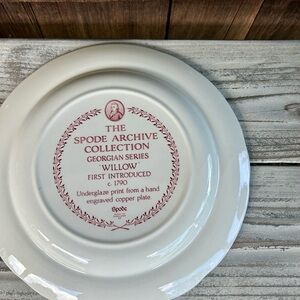 THE
SPODE ARCHIVE
COLLECTION
GEORGIAN SERIES
'WILLOW'
FIRST INTRODUCED
c. 1790
Underglaze print from a hand
engraved copper plate.
Spode